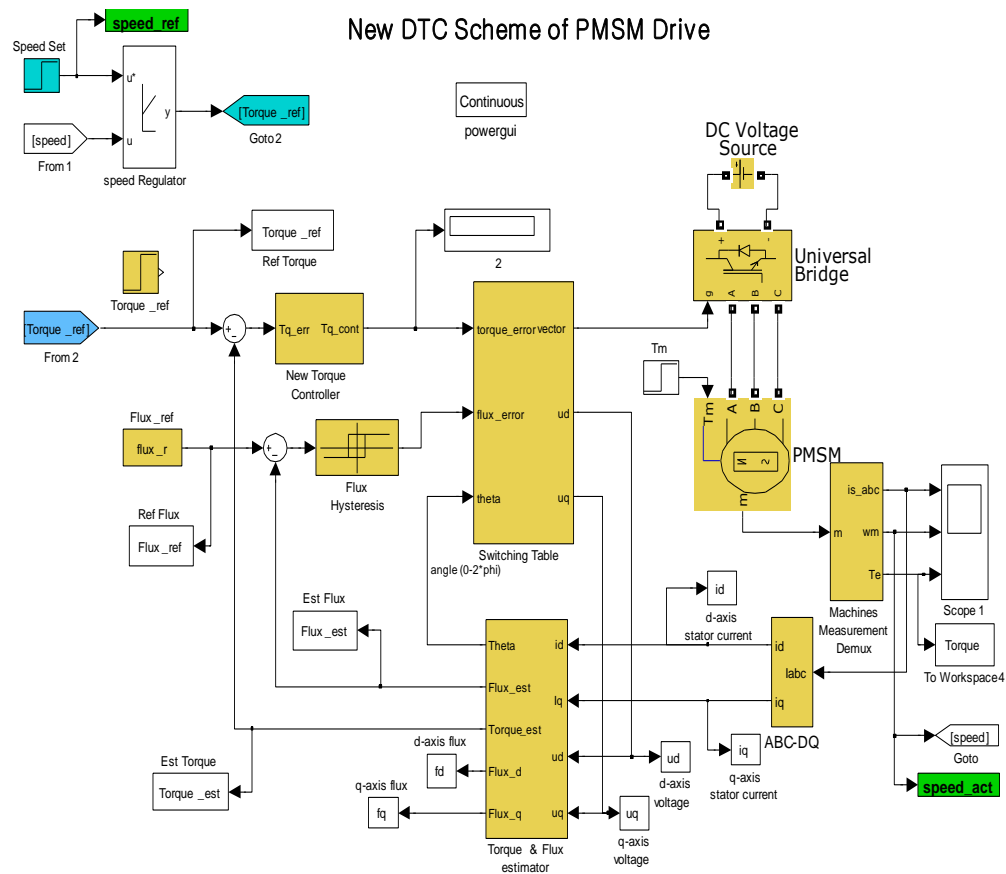 New DTC Scheme of PMSM Drive
speed_ref
Speed Set
u*
y
u
[speed]
From 1
speed Regulator
[Torque _ref]
Goto 2
Continuous
powergui
DC Voltage
Source
+
-
g
A
B
C
Universal
Bridge
Torque _ref
Ref Torque
2
Torque _ref
[Torque _ref]
From 2
Tq_err
Tq_cont
New Torque
Controller
torque_error
vector
flux_error
ud
theta
uq
Switching Table
angle (0-2*phi)
Tm
Tm
A
B
C
m
PMSM
Flux _ref
flux _r
Flux
Hysteresis
Ref Flux
Flux _ref
m
is_abc
wm
Te
Machines
Measurement
Demux
Scope 1
Torque
To Workspace4
Est Flux
Flux _est
id
d-axis
stator current
Theta
id
Flux_est
Iq
Torque_est
Flux_d
ud
Flux_q
uq
Torque & Flux
estimator
id
Iabc
iq
ABC-DQ
iq
q-axis
stator current
[speed]
Goto
speed_act
Est Torque
Torque _est
d-axis flux
fd
q-axis flux
fq
ud
d-axis
voltage
uq
q-axis
voltage